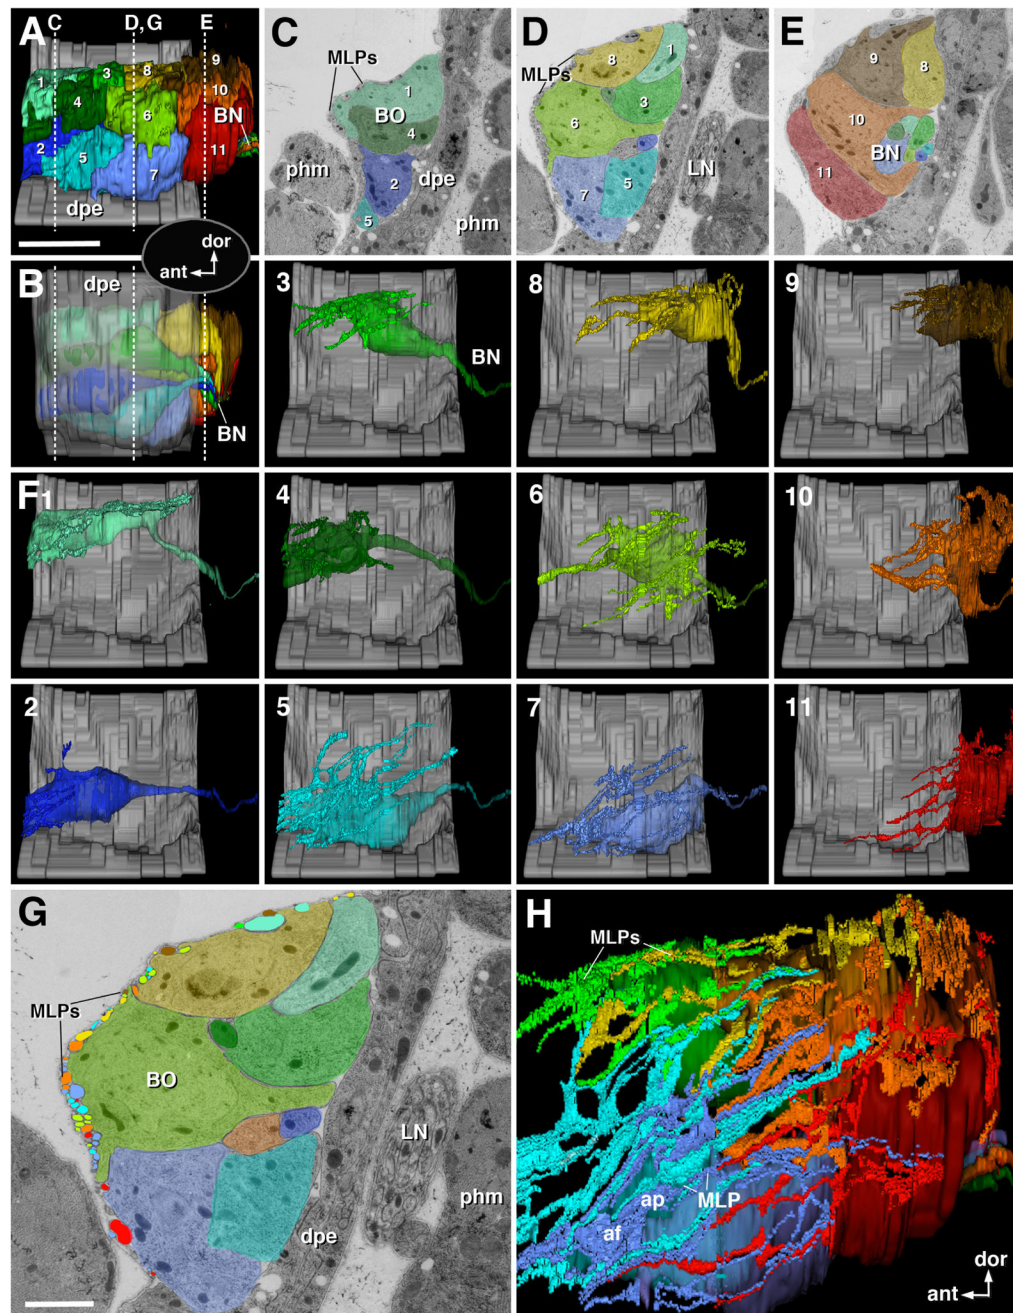 A
C
D, G
E
1
3
8
9
4
6
10
BN
2
5
7
11
dpe
dor
ant
C
MLPs
1
BO
4
phm
2
dpe
5
phm
D
MLPs
8
1
3
6
LN
7
5
E
9
8
10
BN
11
B
dpe
BN
3
BN
8
9
F1
4
6
10
2
5
7
11
G
MLPs
BO
LN
phm
dpe
H
MLPs
MLP
ap
af
dor
ant